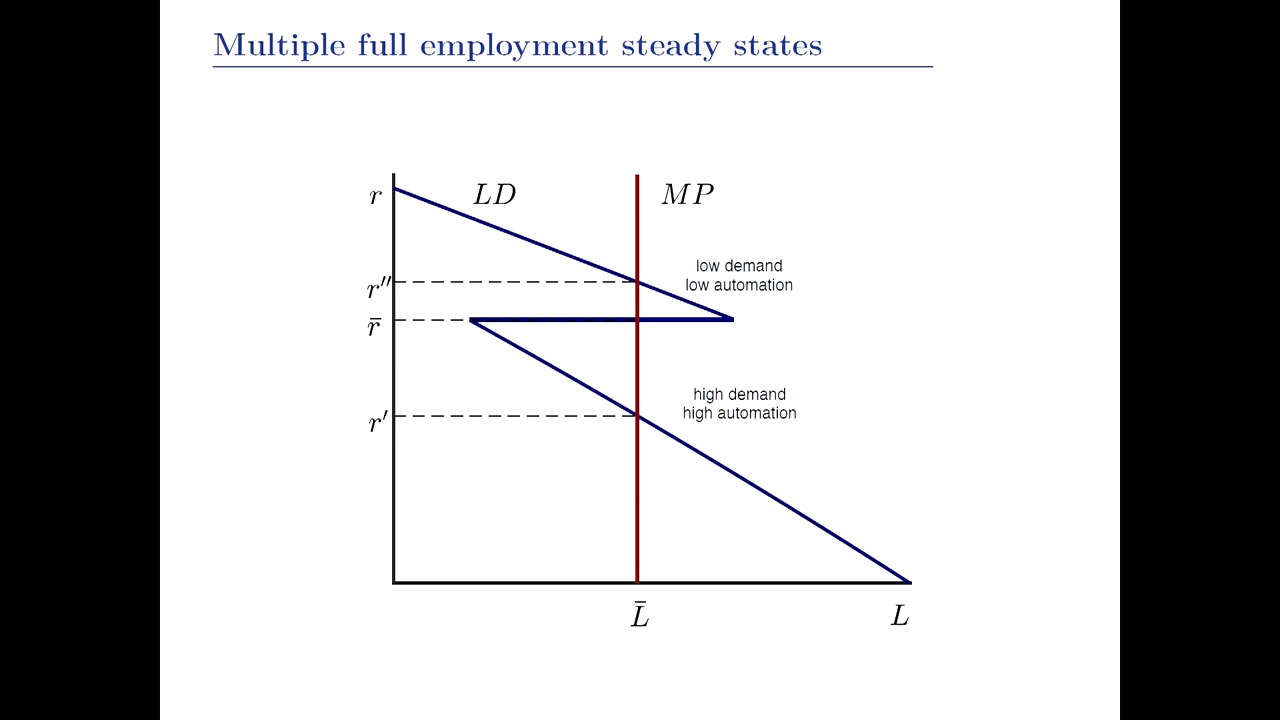 Multiple full employment steady states
r
LD
MP
low demand
low automation
r''
r̄
high demand
high automation
r'
L̄
L